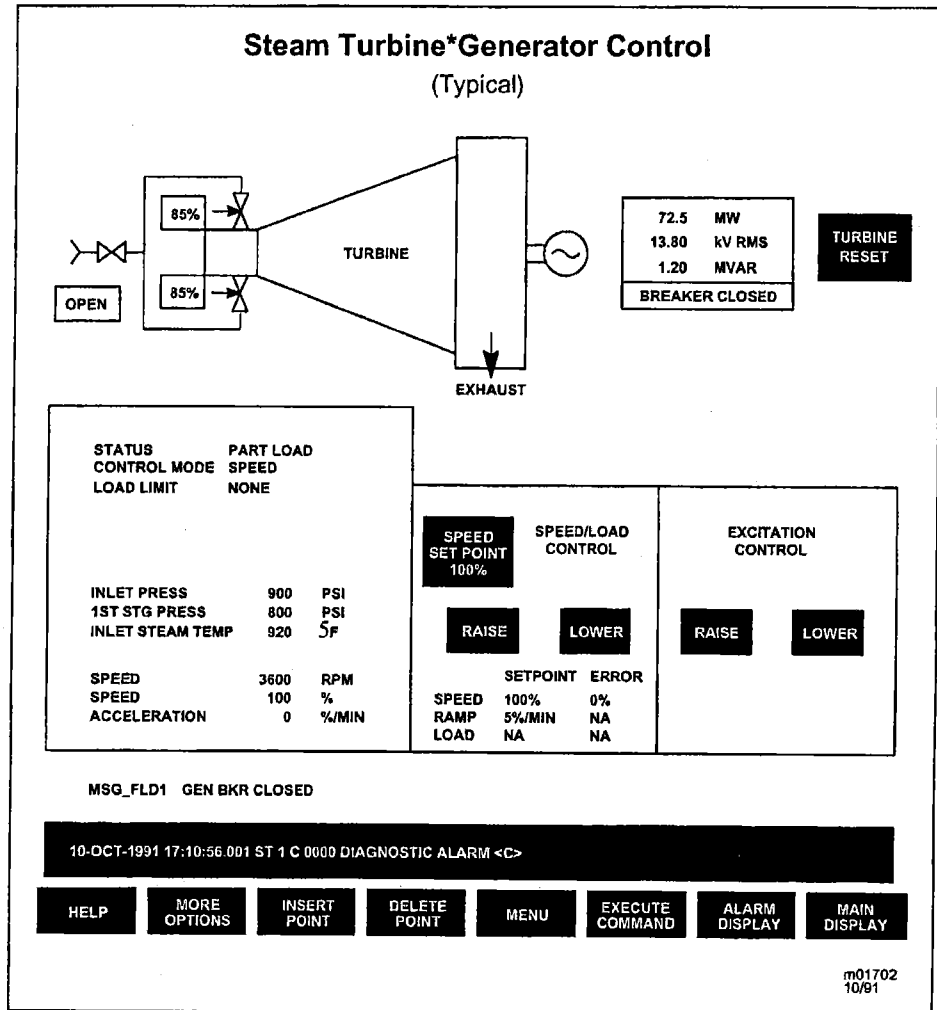 Steam Turbine*Generator Control
(Typical)
85%
85%
OPEN
TURBINE
EXHAUST
72.5 MW
13.80 kV RMS
1.20 MVAR
BREAKER CLOSED
TURBINE
RESET
STATUS PART LOAD
CONTROL MODE SPEED
LOAD LIMIT NONE
INLET PRESS 900 PSI
1ST STG PRESS 800 PSI
INLET STEAM TEMP 920 5F
SPEED 3600 RPM
SPEED 100 %
ACCELERATION 0 %/MIN
SPEED
SET POINT
100%
SPEED/LOAD
CONTROL
RAISE
LOWER
SETPOINT ERROR
SPEED 100% 0%
RAMP 5%/MIN NA
LOAD NA NA
EXCITATION
CONTROL
RAISE
LOWER
MSG_FLD1 GEN BKR CLOSED
10-OCT-1991 17:10:56.001 ST 1 C 0000 DIAGNOSTIC ALARM <C>
HELP
MORE
OPTIONS
INSERT
POINT
DELETE
POINT
MENU
EXECUTE
COMMAND
ALARM
DISPLAY
MAIN
DISPLAY
m01702
10/91